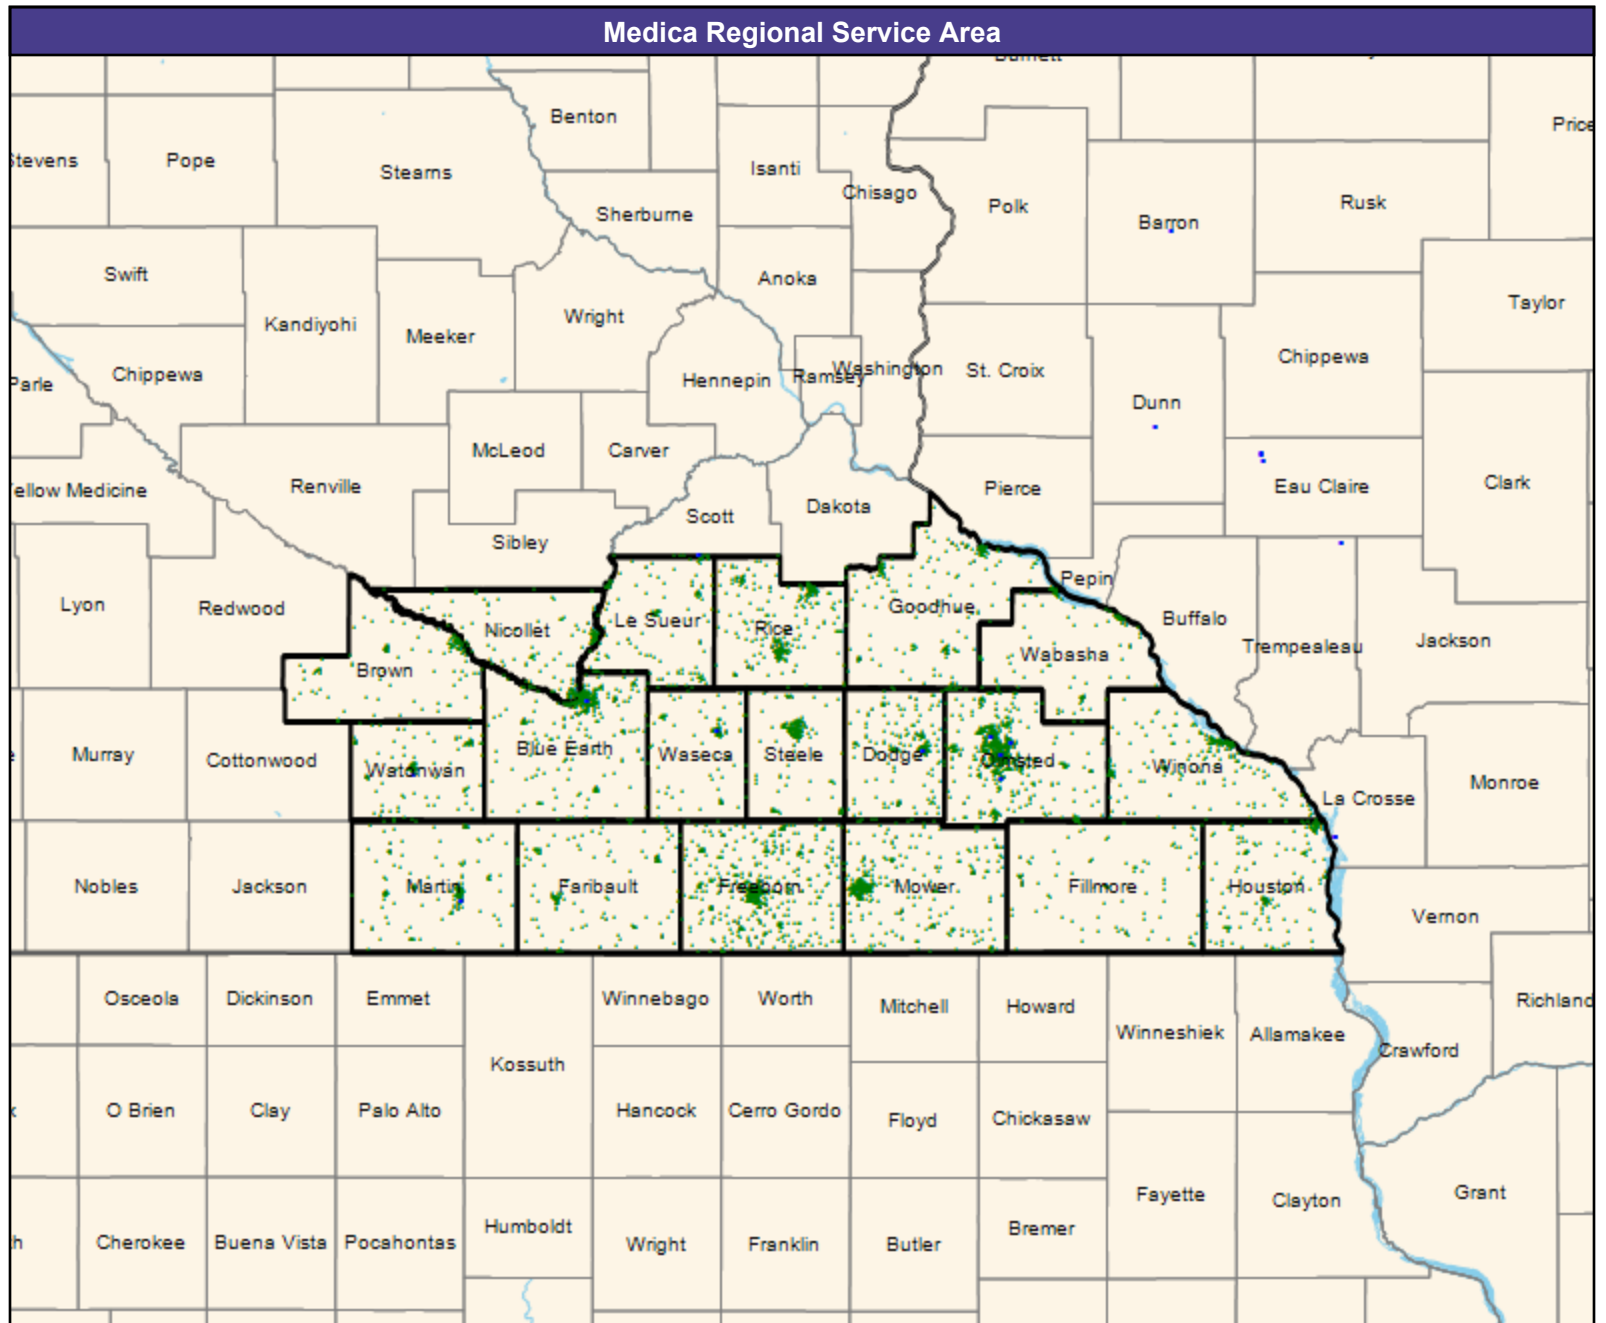 Medica Regional Service Area
Benton
Price
Stevens
Pope
Stearns
Isanti
Chisago
Polk
Barron
Rusk
Sherburne
Swift
Anoka
Taylor
Kandiyohi
Wright
Meeker
Chippewa
Chippewa
Parle
Hennepin
Ramsey
Washington
St. Croix
Dunn
McLeod
Carver
Renville
Yellow Medicine
Pierce
Eau Claire
Clark
Scott
Dakota
Sibley
Pepin
Lyon
Redwood
Nicollet
Le Sueur
Rice
Goodhue
Buffalo
Trempealeau
Jackson
Brown
Wabasha
Murray
Cottonwood
Watonwan
Blue Earth
Waseca
Steele
Dodge
Olmsted
Winona
La Crosse
Monroe
Nobles
Jackson
Martin
Faribault
Freeborn
Mower
Fillmore
Houston
Vernon
Osceola
Dickinson
Emmet
Winnebago
Worth
Mitchell
Howard
Richland
Winneshiek
Allamakee
Crawford
Kossuth
O Brien
Clay
Palo Alto
Hancock
Cerro Gordo
Floyd
Chickasaw
Fayette
Clayton
Grant
Humboldt
Bremer
Cherokee
Buena Vista
Pocahontas
Wright
Franklin
Butler